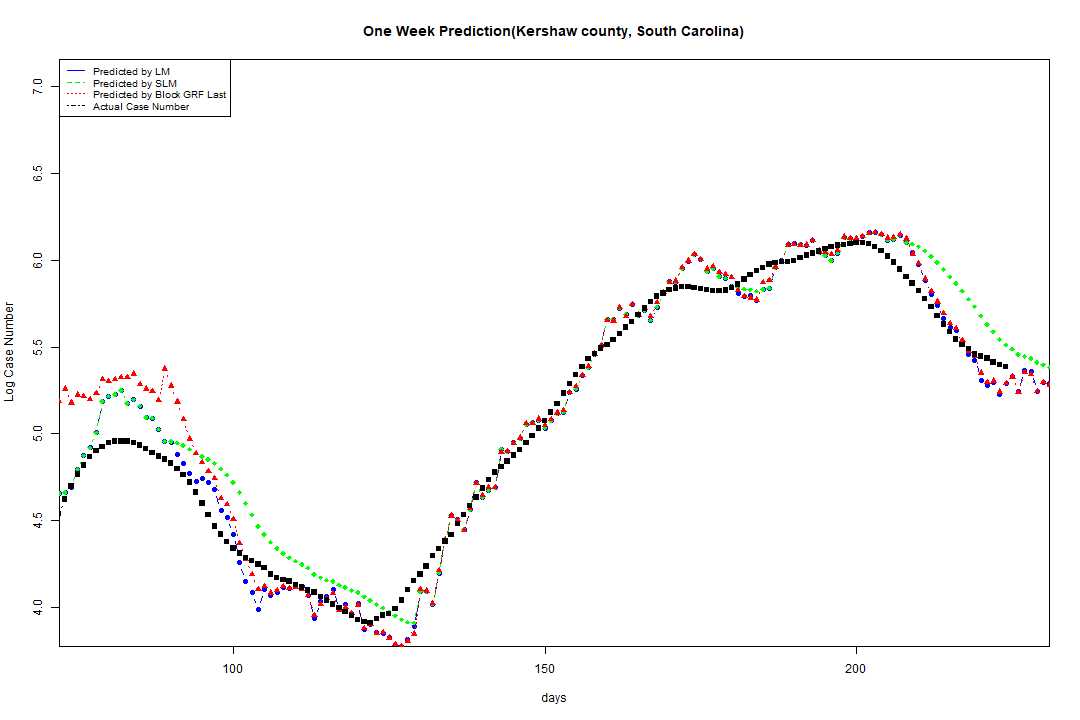 One Week Prediction(Kershaw county, South Carolina)
Predicted by LM
Predicted by SLM
Predicted by Block GRF Last
Actual Case Number
Log Case Number
7.0
6.5
6.0
5.5
5.0
4.5
4.0
100 150 200
days